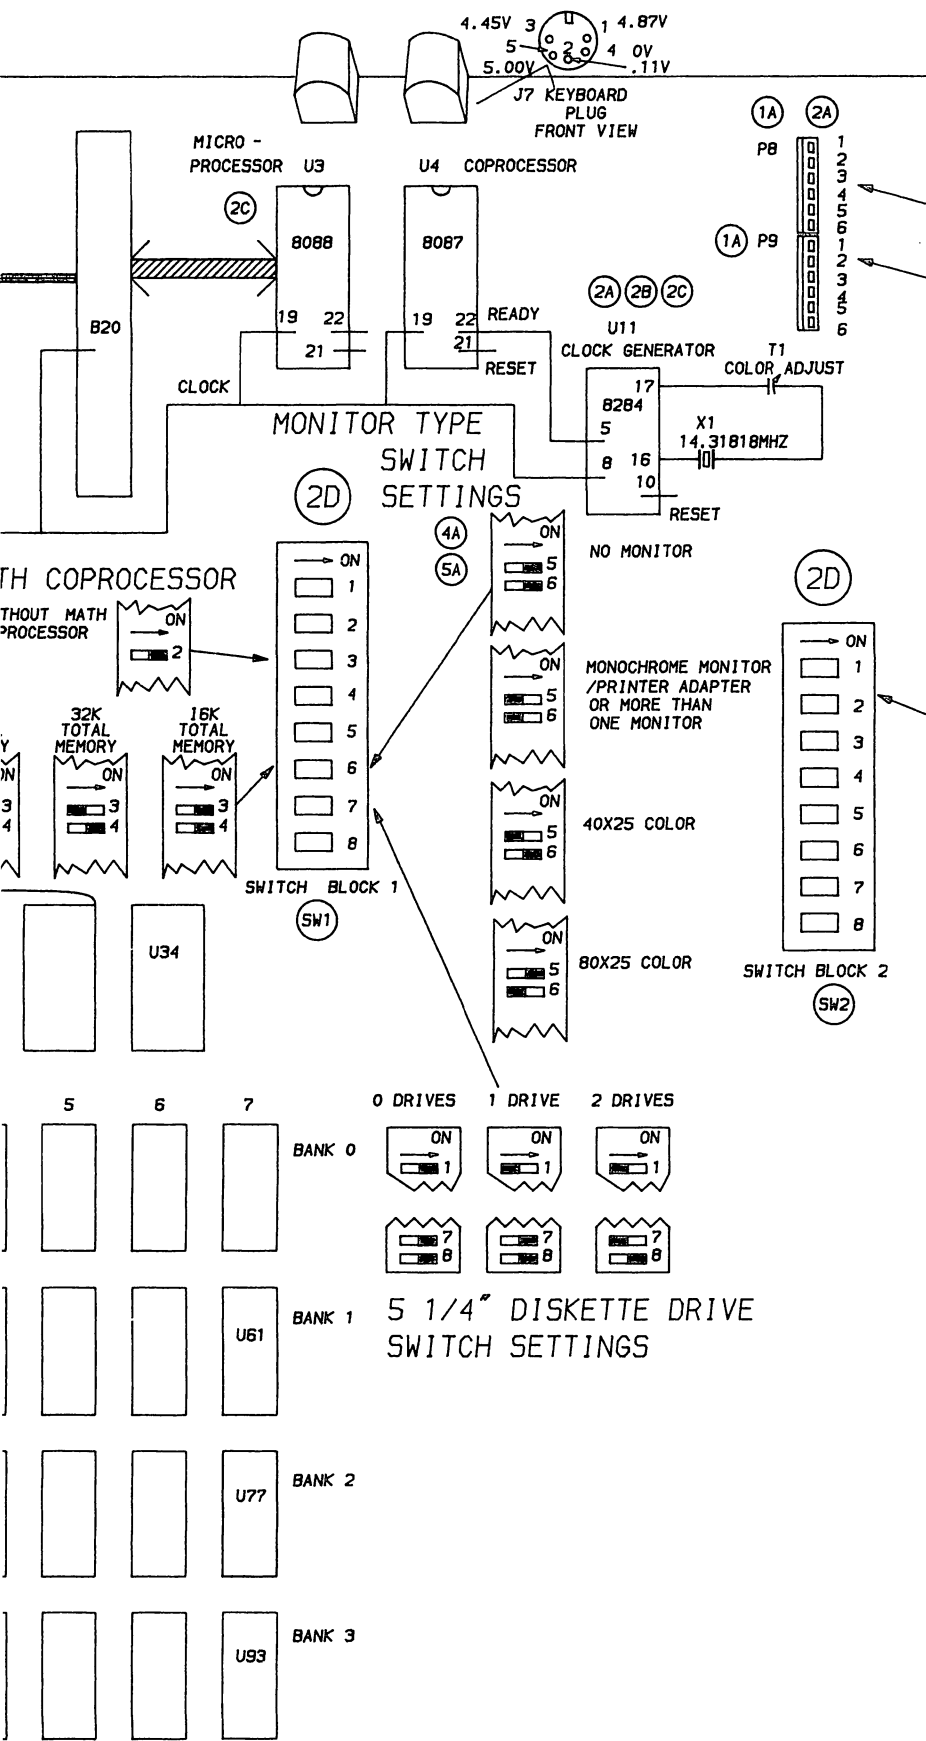 4.45V 3 1 4.87V
5 2 4 0V
5.00V .11V
J7 KEYBOARD
PLUG
FRONT VIEW
1A 2A
P8
1
2
3
4
5
6
1A P9
1
2
3
4
5
6
MICRO -
PROCESSOR U3
U4 COPROCESSOR
2C
8088
8087
19 22
21
19 22 READY
21
RESET
B20
CLOCK
2A 2B 2C
U11
CLOCK GENERATOR
T1
COLOR ADJUST
17
8284
5
8 16
10
RESET
X1
14.31818MHZ
MONITOR TYPE
SWITCH
SETTINGS
2D
4A
5A
ON
5
6
NO MONITOR
2D
TH COPROCESSOR
THOUT MATH
PROCESSOR
ON
2
ON
1
2
3
4
5
6
7
8
SWITCH BLOCK 1
SW1
ON
5
6
MONOCHROME MONITOR
/PRINTER ADAPTER
OR MORE THAN
ONE MONITOR
ON
5
6
40X25 COLOR
ON
5
6
80X25 COLOR
ON
1
2
3
4
5
6
7
8
SWITCH BLOCK 2
SW2
Y
ON
3
4
32K
TOTAL
MEMORY
ON
3
4
16K
TOTAL
MEMORY
ON
3
4
U34
5 6 7
BANK 0
U61
BANK 1
U77
BANK 2
U93
BANK 3
0 DRIVES 1 DRIVE 2 DRIVES
ON ON ON
1 1 1
7 7 7
8 8 8
5 1/4" DISKETTE DRIVE
SWITCH SETTINGS